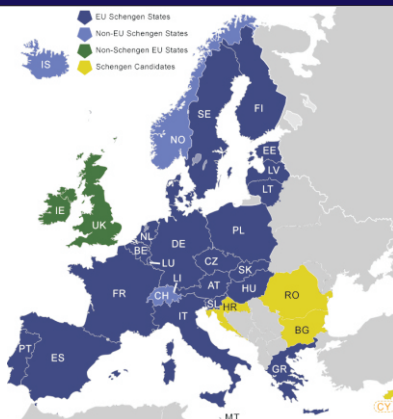 EU Schengen States
Non-EU Schengen States
Non-Schengen EU States
Schengen Candidates
IS
FI
SE
NO
EE
LV
LT
IE
UK
NL
BE
DE
PL
LU
CZ
LI
SK
FR
CH
AT
HU
SL
HR
RO
IT
BG
PT
ES
GR
CY
MT